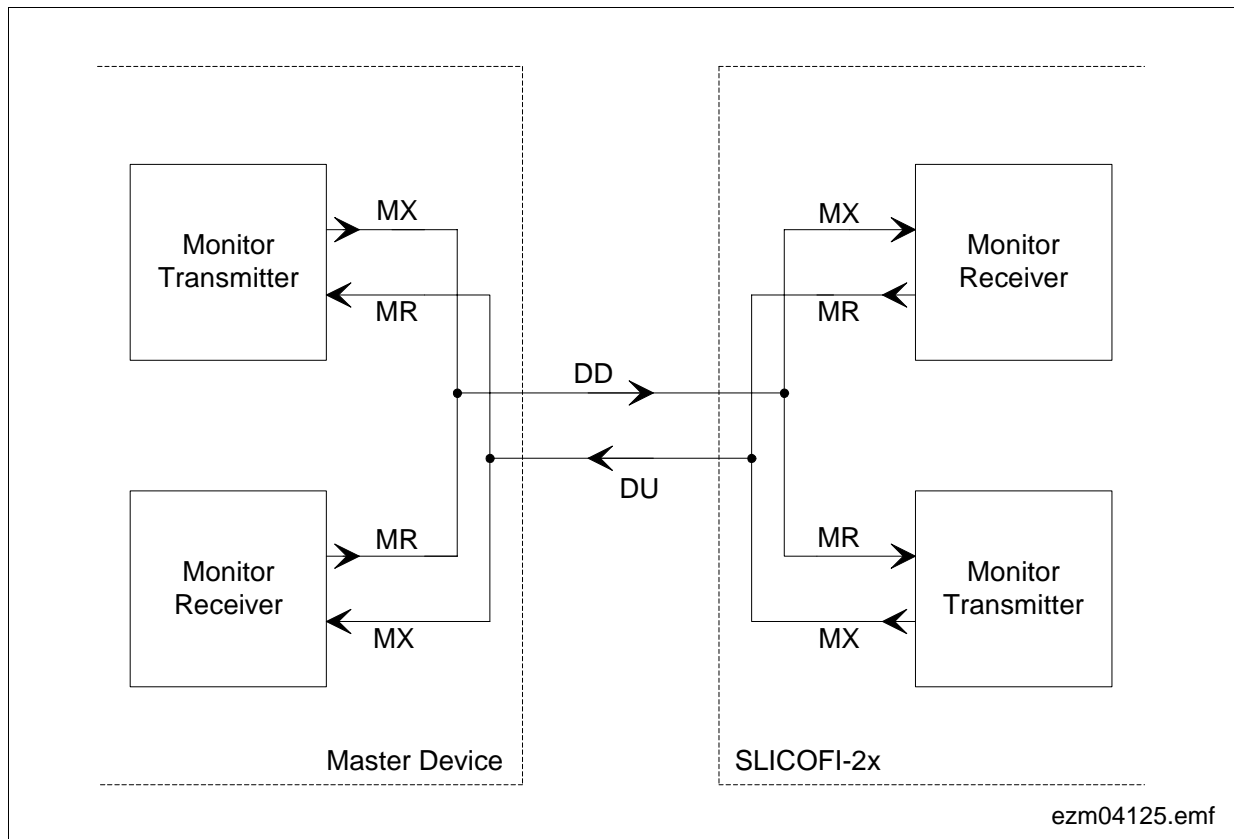 MX
MX
Monitor
Transmitter
Monitor
Receiver
MR
MR
DD
DU
MR
MR
Monitor
Receiver
Monitor
Transmitter
MX
MX
Master Device
SLICOFI-2x
ezm04125.emf